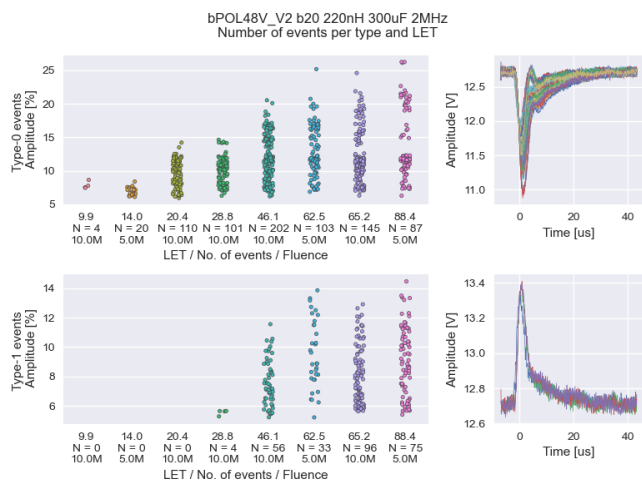 bPOL48V_V2 b20 220nH 300uF 2MHz
Number of events per type and LET
Type-0 events
Amplitude [%]
25
20
15
10
5
9.9 14.0 20.4 28.8 46.1 62.5 65.2 88.4
N = 4 N = 20 N = 110 N = 101 N = 202 N = 103 N = 145 N = 87
10.0M 5.0M 10.0M 10.0M 10.0M 5.0M 10.0M 5.0M
LET / No. of events / Fluence
Amplitude [V]
12.5
12.0
11.5
11.0
0 20 40
Time [us]
Type-1 events
Amplitude [%]
14
12
10
8
6
9.9 14.0 20.4 28.8 46.1 62.5 65.2 88.4
N = 0 N = 0 N = 0 N = 4 N = 56 N = 33 N = 96 N = 75
10.0M 5.0M 10.0M 10.0M 10.0M 5.0M 10.0M 5.0M
LET / No. of events / Fluence
Amplitude [V]
13.4
13.2
13.0
12.8
12.6
0 20 40
Time [us]